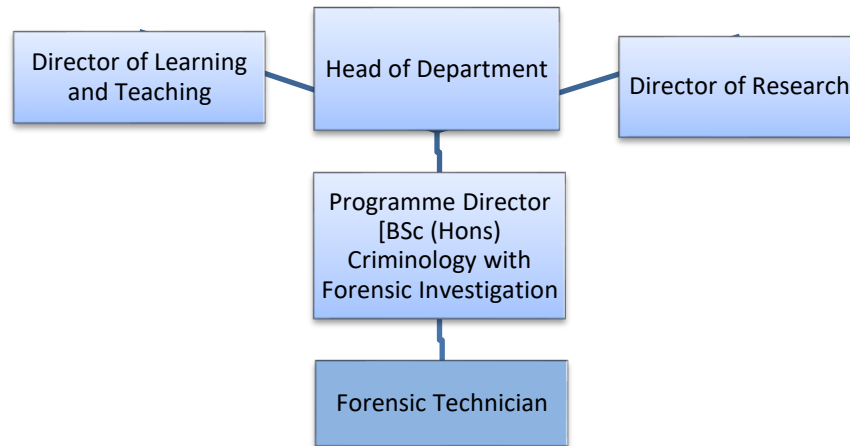 Director of Learning
and Teaching
Head of Department
Director of Research
Programme Director
[BSc (Hons)
Criminology with
Forensic Investigation
Forensic Technician